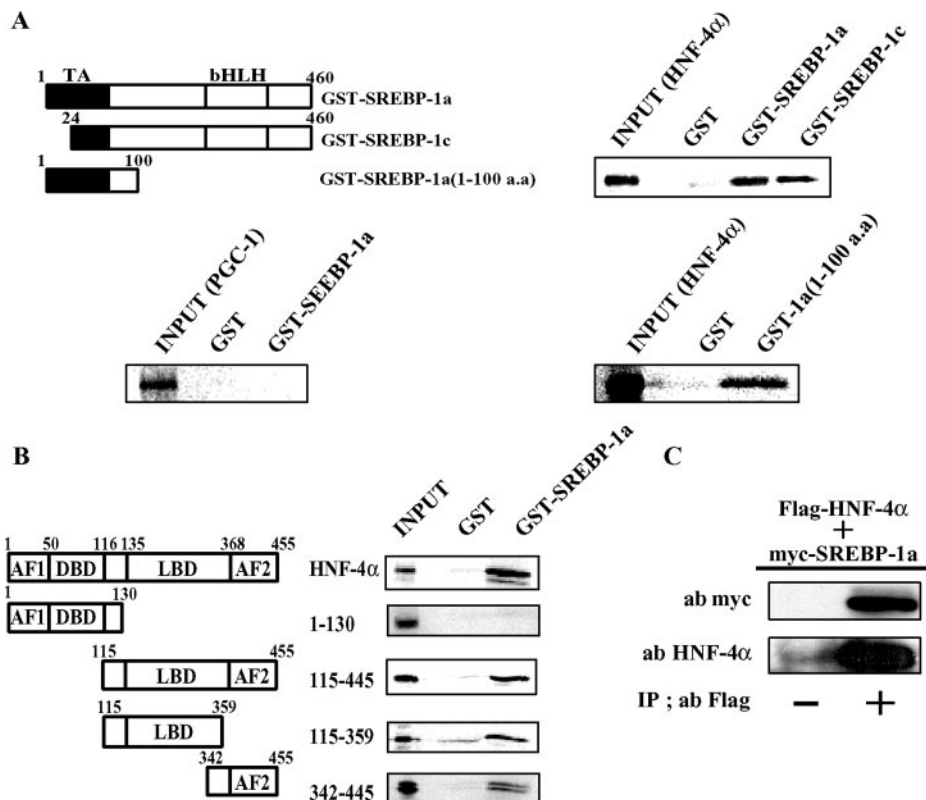 A
1 TA bHLH 460
GST-SREBP-1a
24 460
GST-SREBP-1c
1 100
GST-SREBP-1a(1-100 a.a)
INPUT (HNF-4α)
GST
GST-SREBP-1a
GST-SREBP-1c
INPUT (PGC-1)
GST
GST-SEEBP-1a
INPUT (HNF-4α)
GST
GST-1a(1-100 a.a)
B
1 50 116 135 368 455
AF1 DBD LBD AF2
1 130
AF1 DBD
115 455
LBD AF2
115 359
LBD
342 455
AF2
INPUT
GST
GST-SREBP-1a
HNF-4α
1-130
115-445
115-359
342-445
C
Flag-HNF-4α
+
myc-SREBP-1a
ab myc
ab HNF-4α
IP ; ab Flag − +